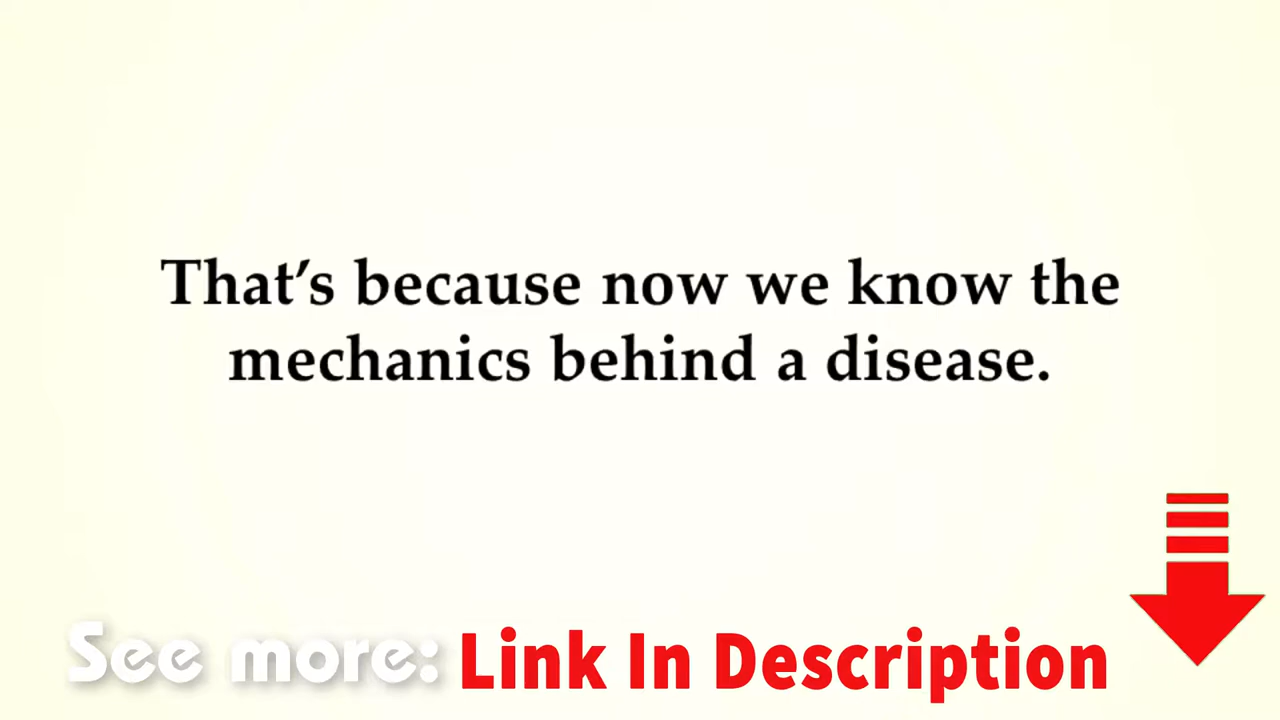 That’s because now we know the
mechanics behind a disease.
See more: Link In Description